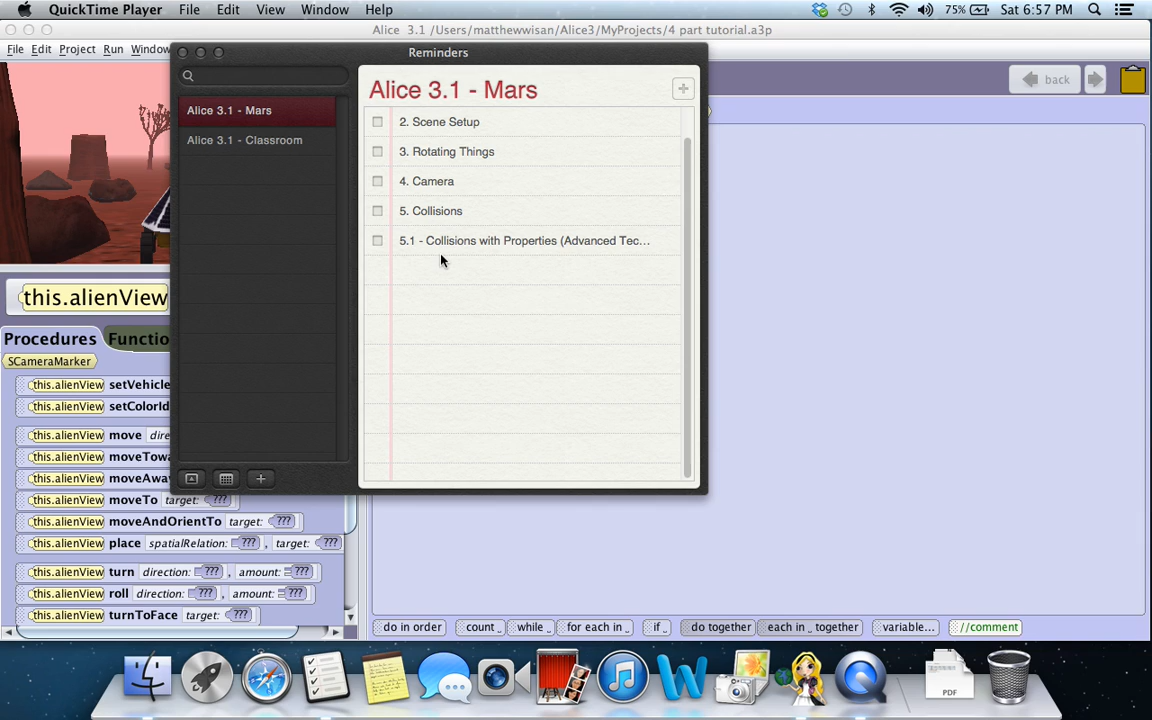 QuickTime Player File Edit View Window Help 75% Sat 6:57 PM
Alice 3.1 /Users/matthewwisan/Alice3/MyProjects/4 part tutorial.a3p
File Edit Project Run Window
Reminders
back
Alice 3.1 - Mars
Alice 3.1 - Classroom
Alice 3.1 - Mars
2. Scene Setup
3. Rotating Things
4. Camera
5. Collisions
5.1 - Collisions with Properties (Advanced Tec...
this.alienView
Procedures Functio
SCameraMarker
this.alienView setVehicle
this.alienView setColorId
this.alienView move dire
this.alienView moveTowa
this.alienView moveAway
this.alienView moveTo target: ???
this.alienView moveAndOrientTo target: ???
this.alienView place spatialRelation: ??? , target: ???
this.alienView turn direction: ??? , amount: ???
this.alienView roll direction: ??? , amount: ???
this.alienView turnToFace target: ???
do in order count while for each in if do together each in together variable... //comment
PDF